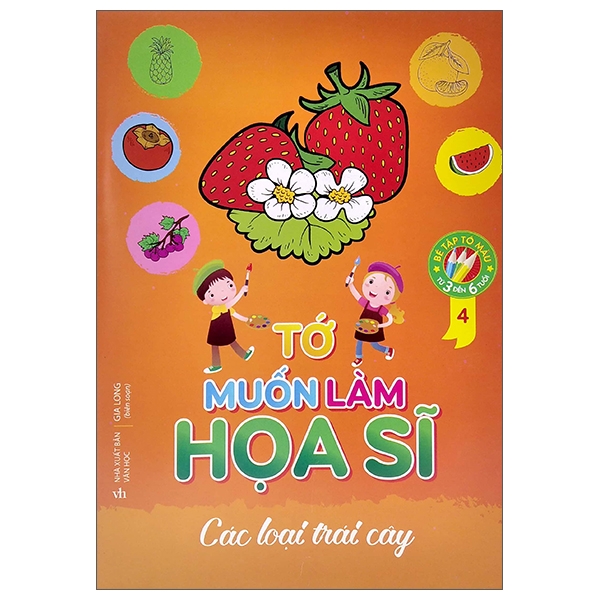 BÉ TẬP TÔ MÀU
TỪ 3 ĐẾN 6 TUỔI
4
TỚ
MUỐN LÀM
HỌA SĨ
Các loại trái cây
GIA LONG
(biên soạn)
NHÀ XUẤT BẢN
VĂN HỌC
vh